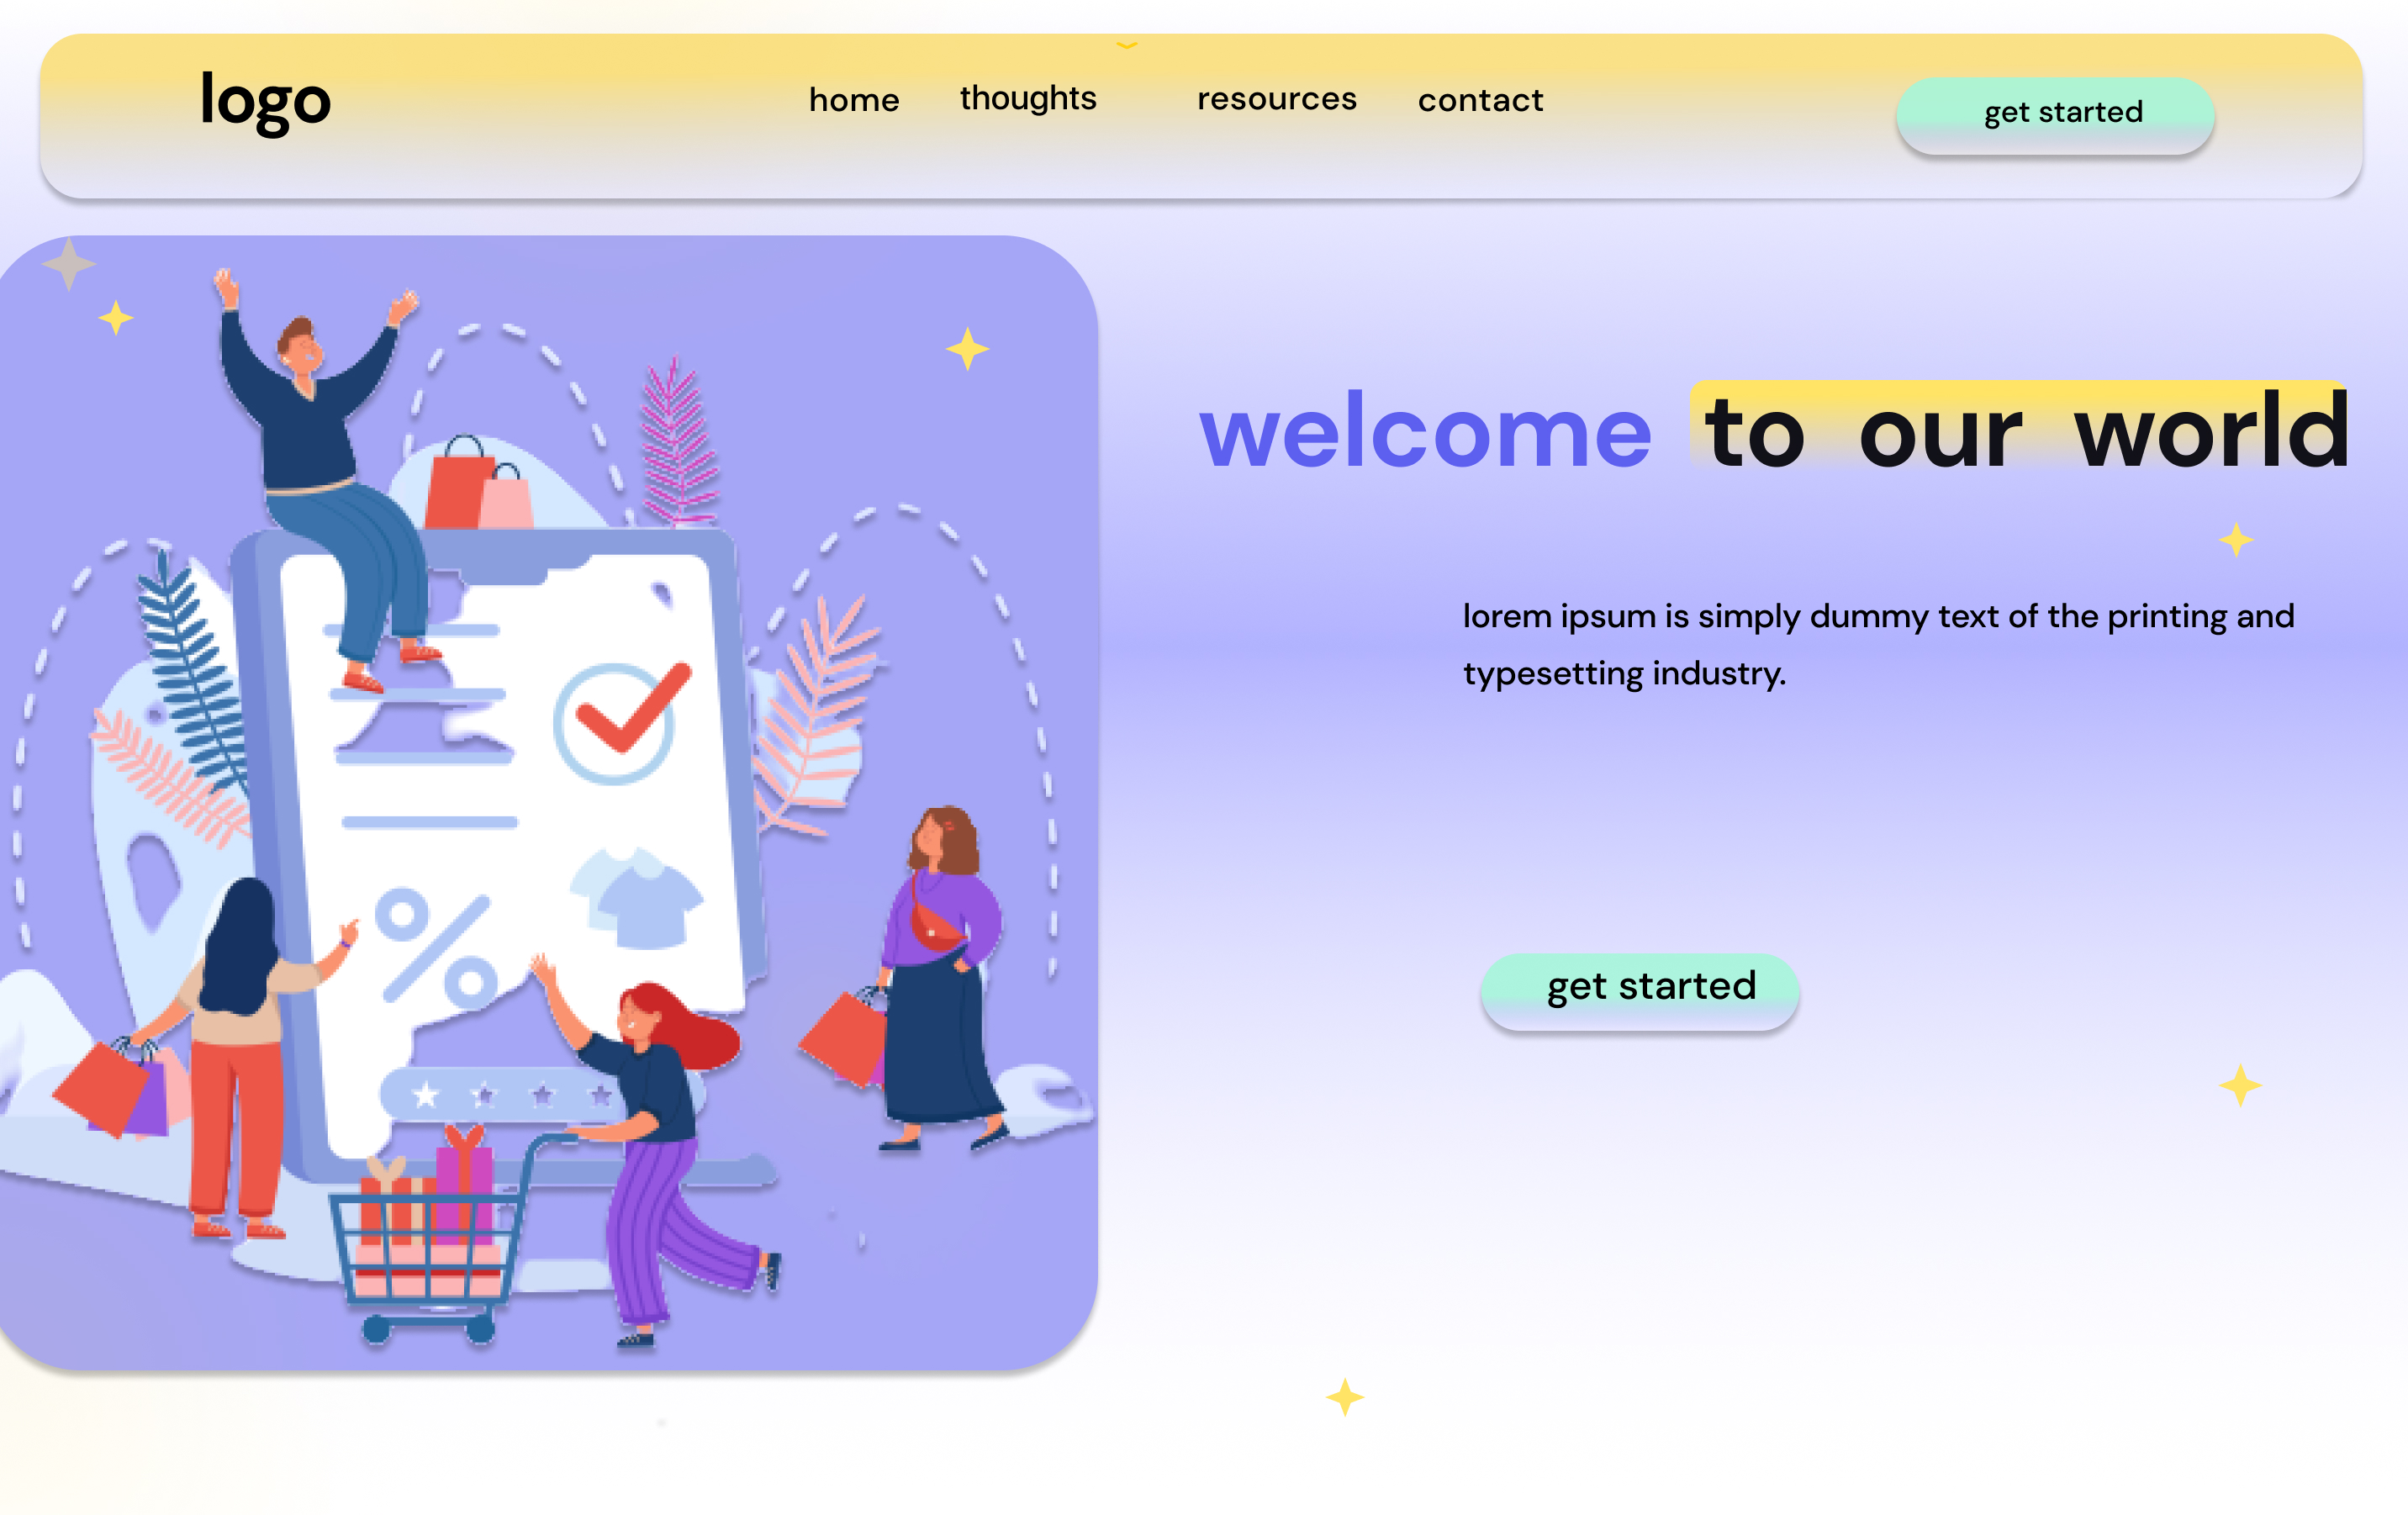 logo
home thoughts resources contact
get started
welcome to our world
lorem ipsum is simply dummy text of the printing and
typesetting industry.
get started